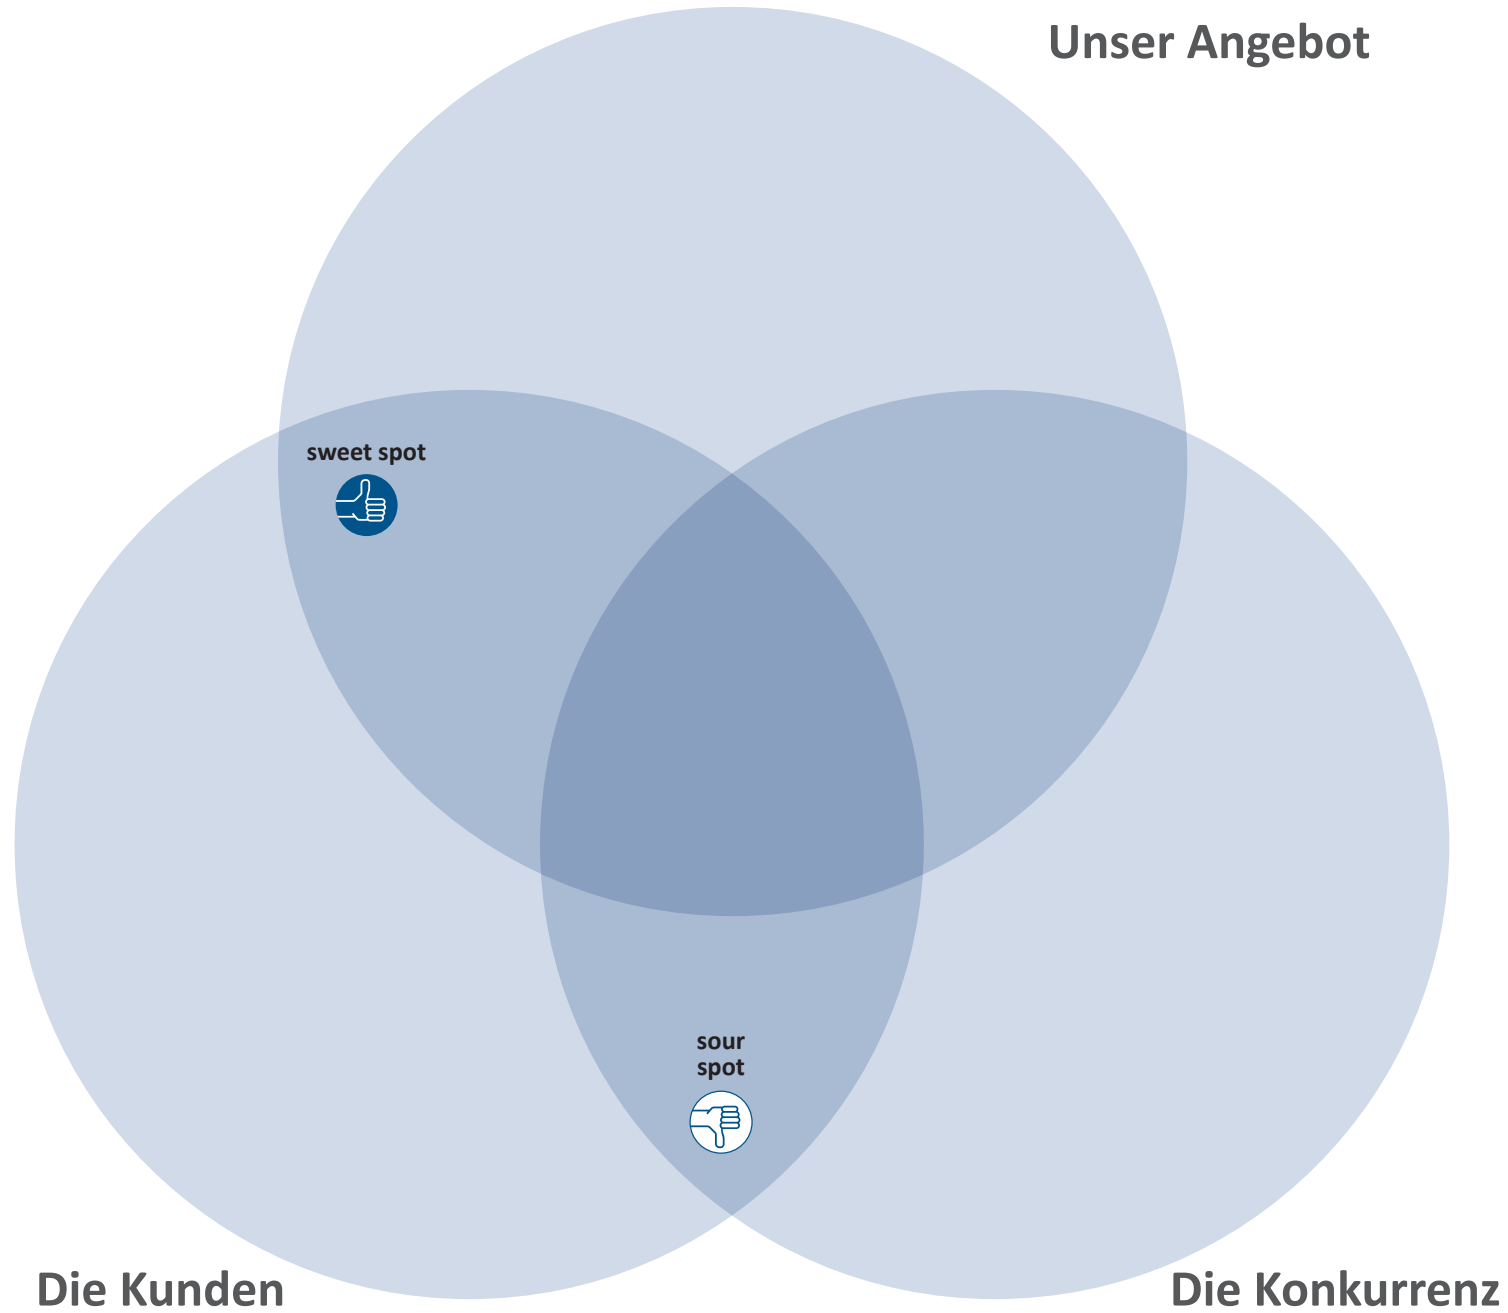 Unser Angebot
sweet spot
sour
spot
Die Kunden
Die Konkurrenz